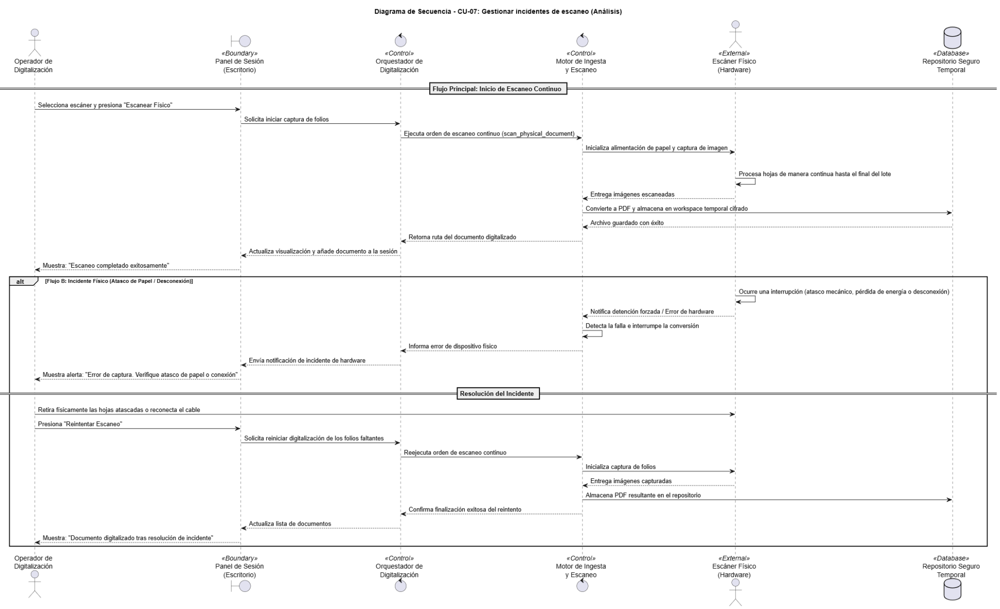 Diagrama de Secuencia - CU-07: Gestionar incidentes de escaneo (Análisis)
Operador de
Digitalización
«Boundary»
Panel de Sesión
(Escritorio)
«Control»
Orquestador de
Digitalización
«Control»
Motor de Ingesta
y Escaneo
«External»
Escáner Físico
(Hardware)
«Database»
Repositorio Seguro
Temporal
Flujo Principal: Inicio de Escaneo Continuo
Selecciona escáner y presiona "Escanear Físico"
Solicita iniciar captura de folios
Ejecuta orden de escaneo continuo (scan_physical_document)
Inicializa alimentación de papel y captura de imagen
Procesa hojas de manera continua hasta el final del lote
Entrega imágenes escaneadas
Convierte a PDF y almacena en workspace temporal cifrado
Archivo guardado con éxito
Retorna ruta del documento digitalizado
Actualiza visualización y añade documento a la sesión
Muestra: "Escaneo completado exitosamente"
alt [Flujo B: Incidente Físico (Atasco de Papel / Desconexión)]
Ocurre una interrupción (atasco mecánico, pérdida de energía o desconexión)
Notifica detención forzada / Error de hardware
Detecta la falla e interrumpe la conversión
Informa error de dispositivo físico
Envía notificación de incidente de hardware
Muestra alerta: "Error de captura. Verifique atasco de papel o conexión"
Resolución del Incidente
Retira físicamente las hojas atascadas o reconecta el cable
Presiona "Reintentar Escaneo"
Solicita reiniciar digitalización de los folios faltantes
Reejecuta orden de escaneo continuo
Inicializa captura de folios
Entrega imágenes capturadas
Almacena PDF resultante en el repositorio
Confirma finalización exitosa del reintento
Actualiza lista de documentos
Muestra: "Documento digitalizado tras resolución de incidente"
Operador de
Digitalización
«Boundary»
Panel de Sesión
(Escritorio)
«Control»
Orquestador de
Digitalización
«Control»
Motor de Ingesta
y Escaneo
«External»
Escáner Físico
(Hardware)
«Database»
Repositorio Seguro
Temporal